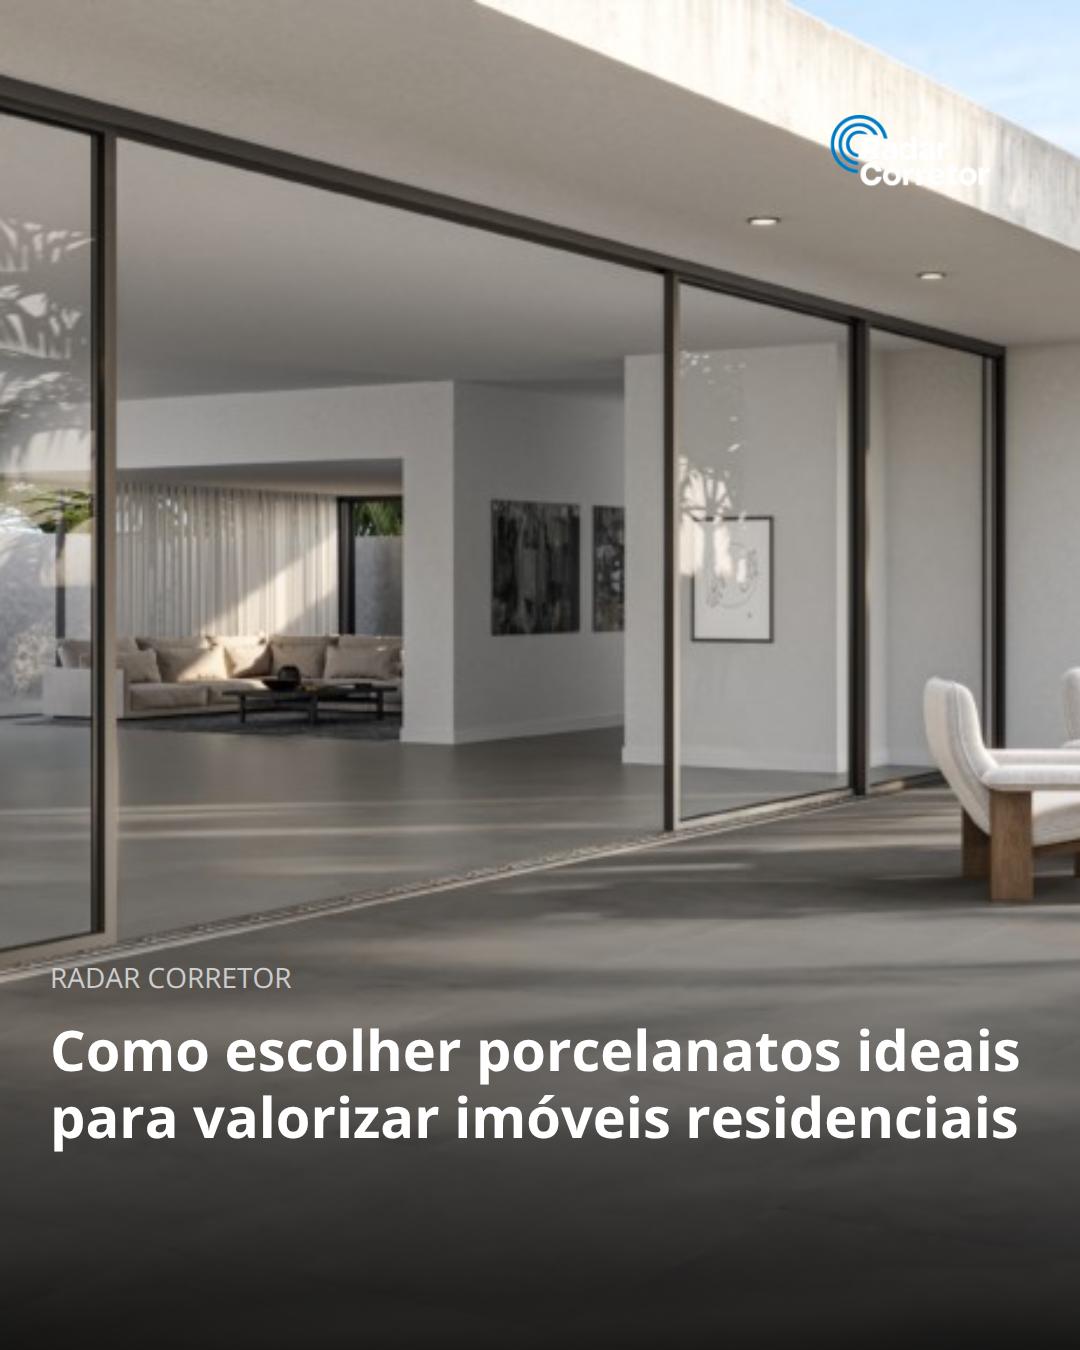 Radar
Corretor
RADAR CORRETOR
Como escolher porcelanatos ideais
para valorizar imóveis residenciais